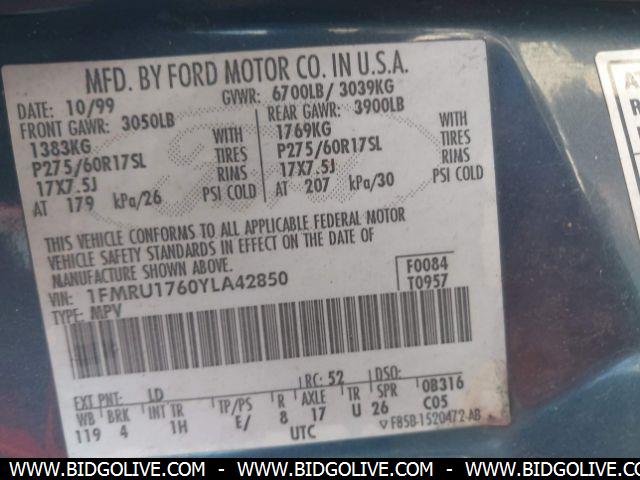 MFD. BY FORD MOTOR CO. IN U.S.A.
DATE: 10/99 GVWR: 6700LB/ 3039KG
FRONT GAWR: 3050LB REAR GAWR: 3900LB
1383KG WITH 1769KG WITH
P275/60R17SL TIRES P275/60R17SL TIRES
17X7.5J RINS 17X7.5J RINS
AT 179 kPa/26 PSI COLD AT 207 kPa/30 PSI COLD
THIS VEHICLE CONFORMS TO ALL APPLICABLE FEDERAL MOTOR
VEHICLE SAFETY STANDARDS IN EFFECT ON THE DATE OF
MANUFACTURE SHOWN ABOVE.
VIN: 1FMRU1760YLA42850 F0084
TYPE: MPV T0957
EXT PNT: LD RC: 52 DSO:
WB BRK INT TR TP/PS R AXLE TR SPR 0B316
119 4 1H E/ 8 17 U 26 C05
UTC F85B-1520472-AB
WWW.BIDGOLIVE.COM - WWW.BIDGOLIVE.COM - WWW.BIDGOLIVE.COM - WWW.BIDGOLIVE.COM